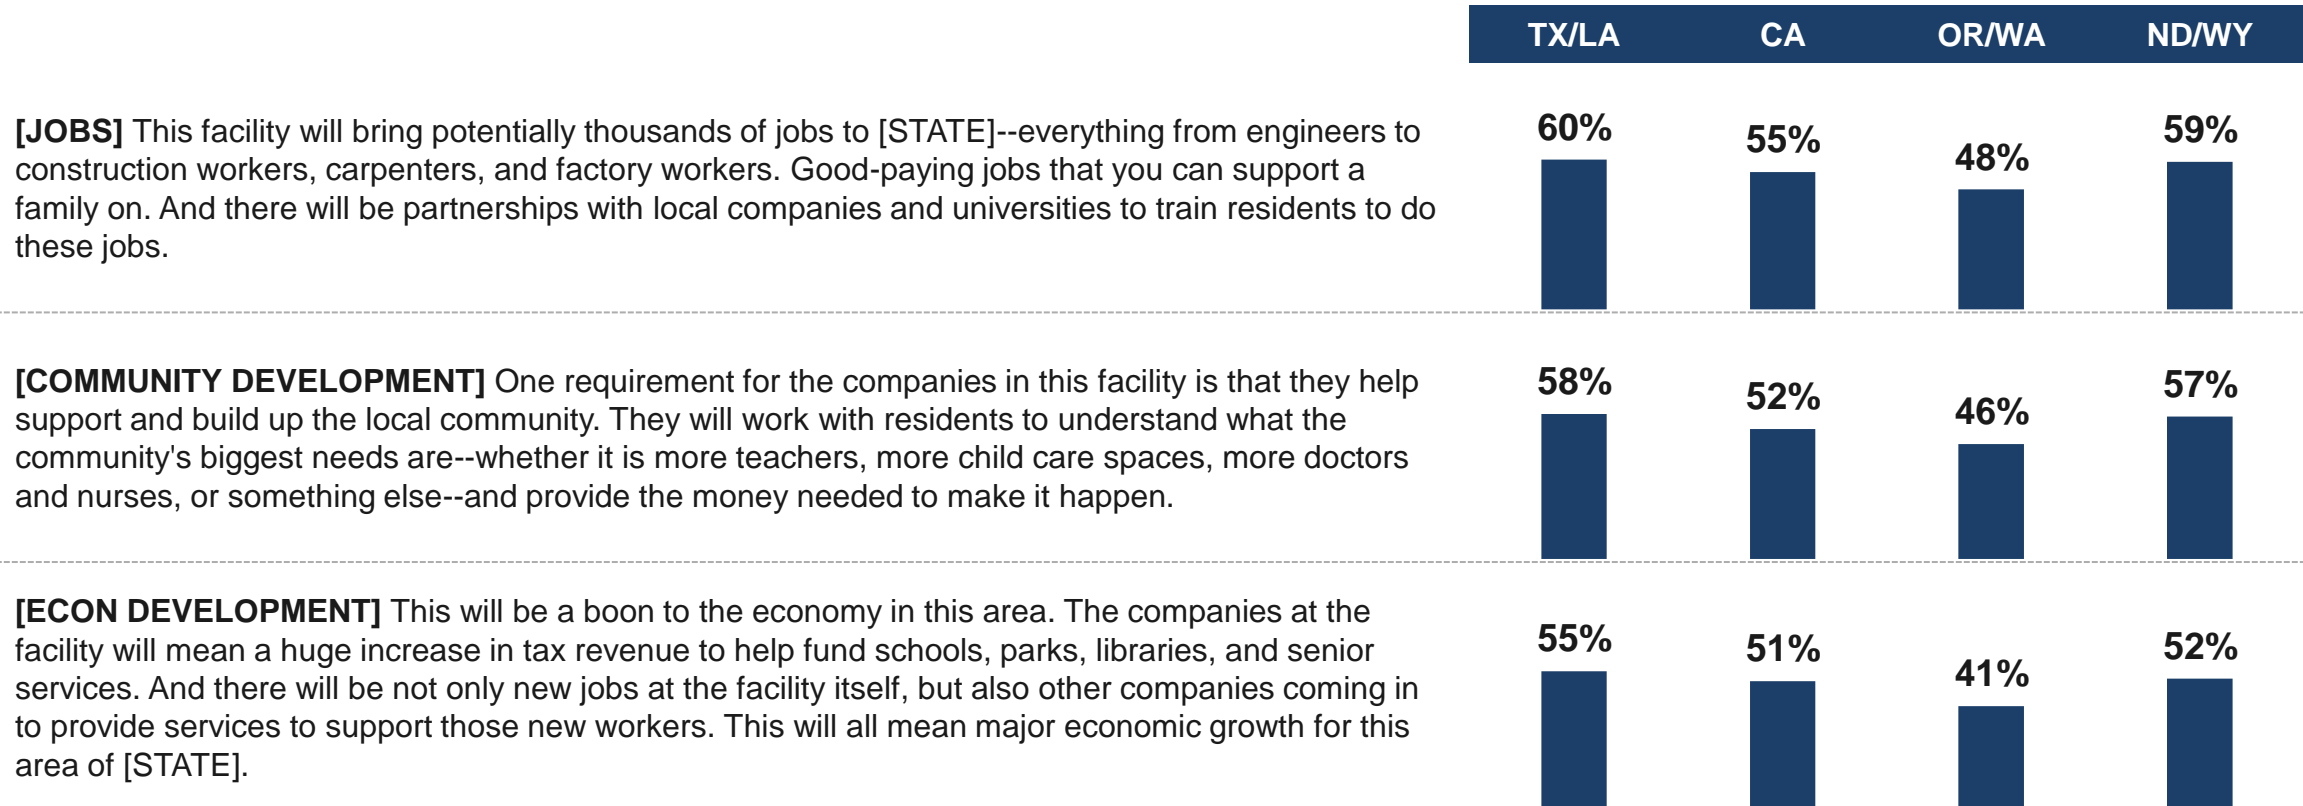 TX/LA CA OR/WA ND/WY
[JOBS] This facility will bring potentially thousands of jobs to [STATE]--everything from engineers to
construction workers, carpenters, and factory workers. Good-paying jobs that you can support a
family on. And there will be partnerships with local companies and universities to train residents to do
these jobs.
60% 55% 48% 59%
[COMMUNITY DEVELOPMENT] One requirement for the companies in this facility is that they help
support and build up the local community. They will work with residents to understand what the
community's biggest needs are--whether it is more teachers, more child care spaces, more doctors
and nurses, or something else--and provide the money needed to make it happen.
58% 52% 46% 57%
[ECON DEVELOPMENT] This will be a boon to the economy in this area. The companies at the
facility will mean a huge increase in tax revenue to help fund schools, parks, libraries, and senior
services. And there will be not only new jobs at the facility itself, but also other companies coming in
to provide services to support those new workers. This will all mean major economic growth for this
area of [STATE].
55% 51% 41% 52%